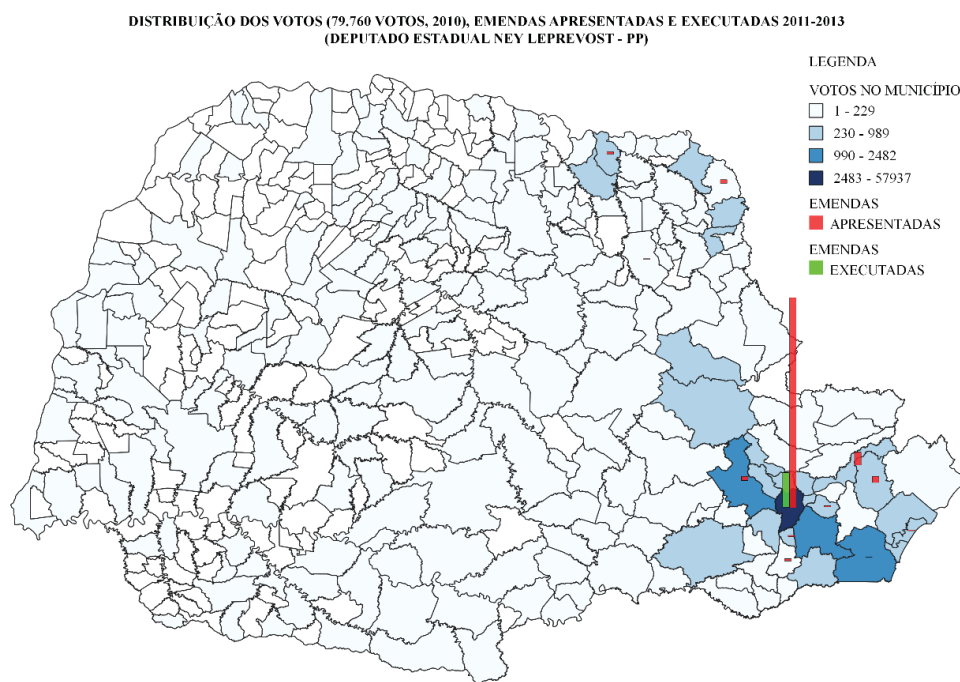 DISTRIBUIÇÃO DOS VOTOS (79.760 VOTOS, 2010), EMENDAS APRESENTADAS E EXECUTADAS 2011-2013
(DEPUTADO ESTADUAL NEY LEPREVOST - PP)
LEGENDA
VOTOS NO MUNICÍPIO
1 - 229
230 - 989
990 - 2482
2483 - 57937
EMENDAS
APRESENTADAS
EMENDAS
EXECUTADAS